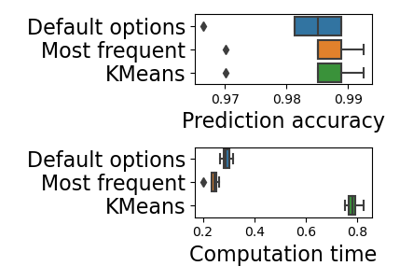 Default options
Most frequent
KMeans
0.97 0.98 0.99
Prediction accuracy
Default options
Most frequent
KMeans
0.2 0.4 0.6 0.8
Computation time